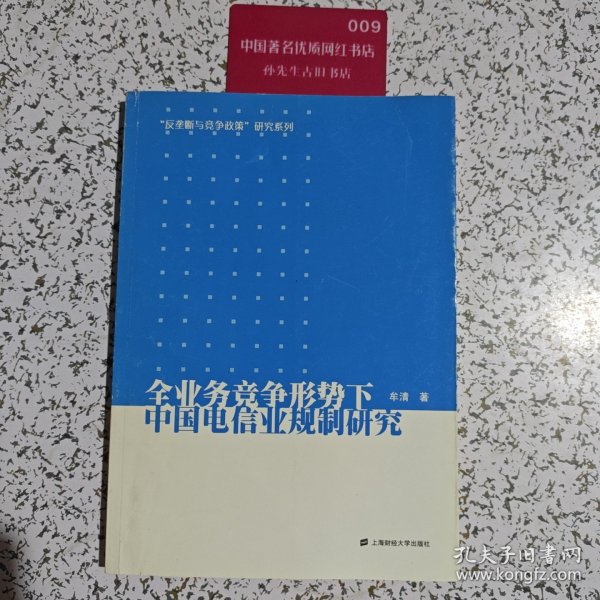 009
中国著名优质网红书店
孙先生古旧书店
“反垄断与竞争政策”研究系列
全业务竞争形势下
牟清 著
中国电信业规制研究
上海财经大学出版社
孔夫子旧书网
www.kongfz.com